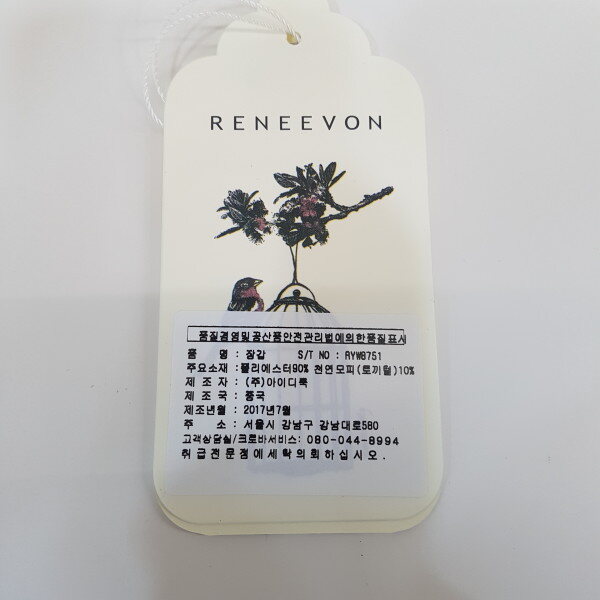 RENEEVON
품질경영및공산품안전관리법에의한품질표시
품 명 : 장갑 S/T NO : RYW8751
주요소재 :폴리에스터90% 천연모피(토끼털)10%
제 조 자 : (주)아이디룩
제 조 국 : 중국
제조년월 : 2017년7월
주 소 : 서울시 강남구 강남대로580
고객상담실/크로바서비스: 080-044-8994
취급전문점에세탁의뢰하십시오.